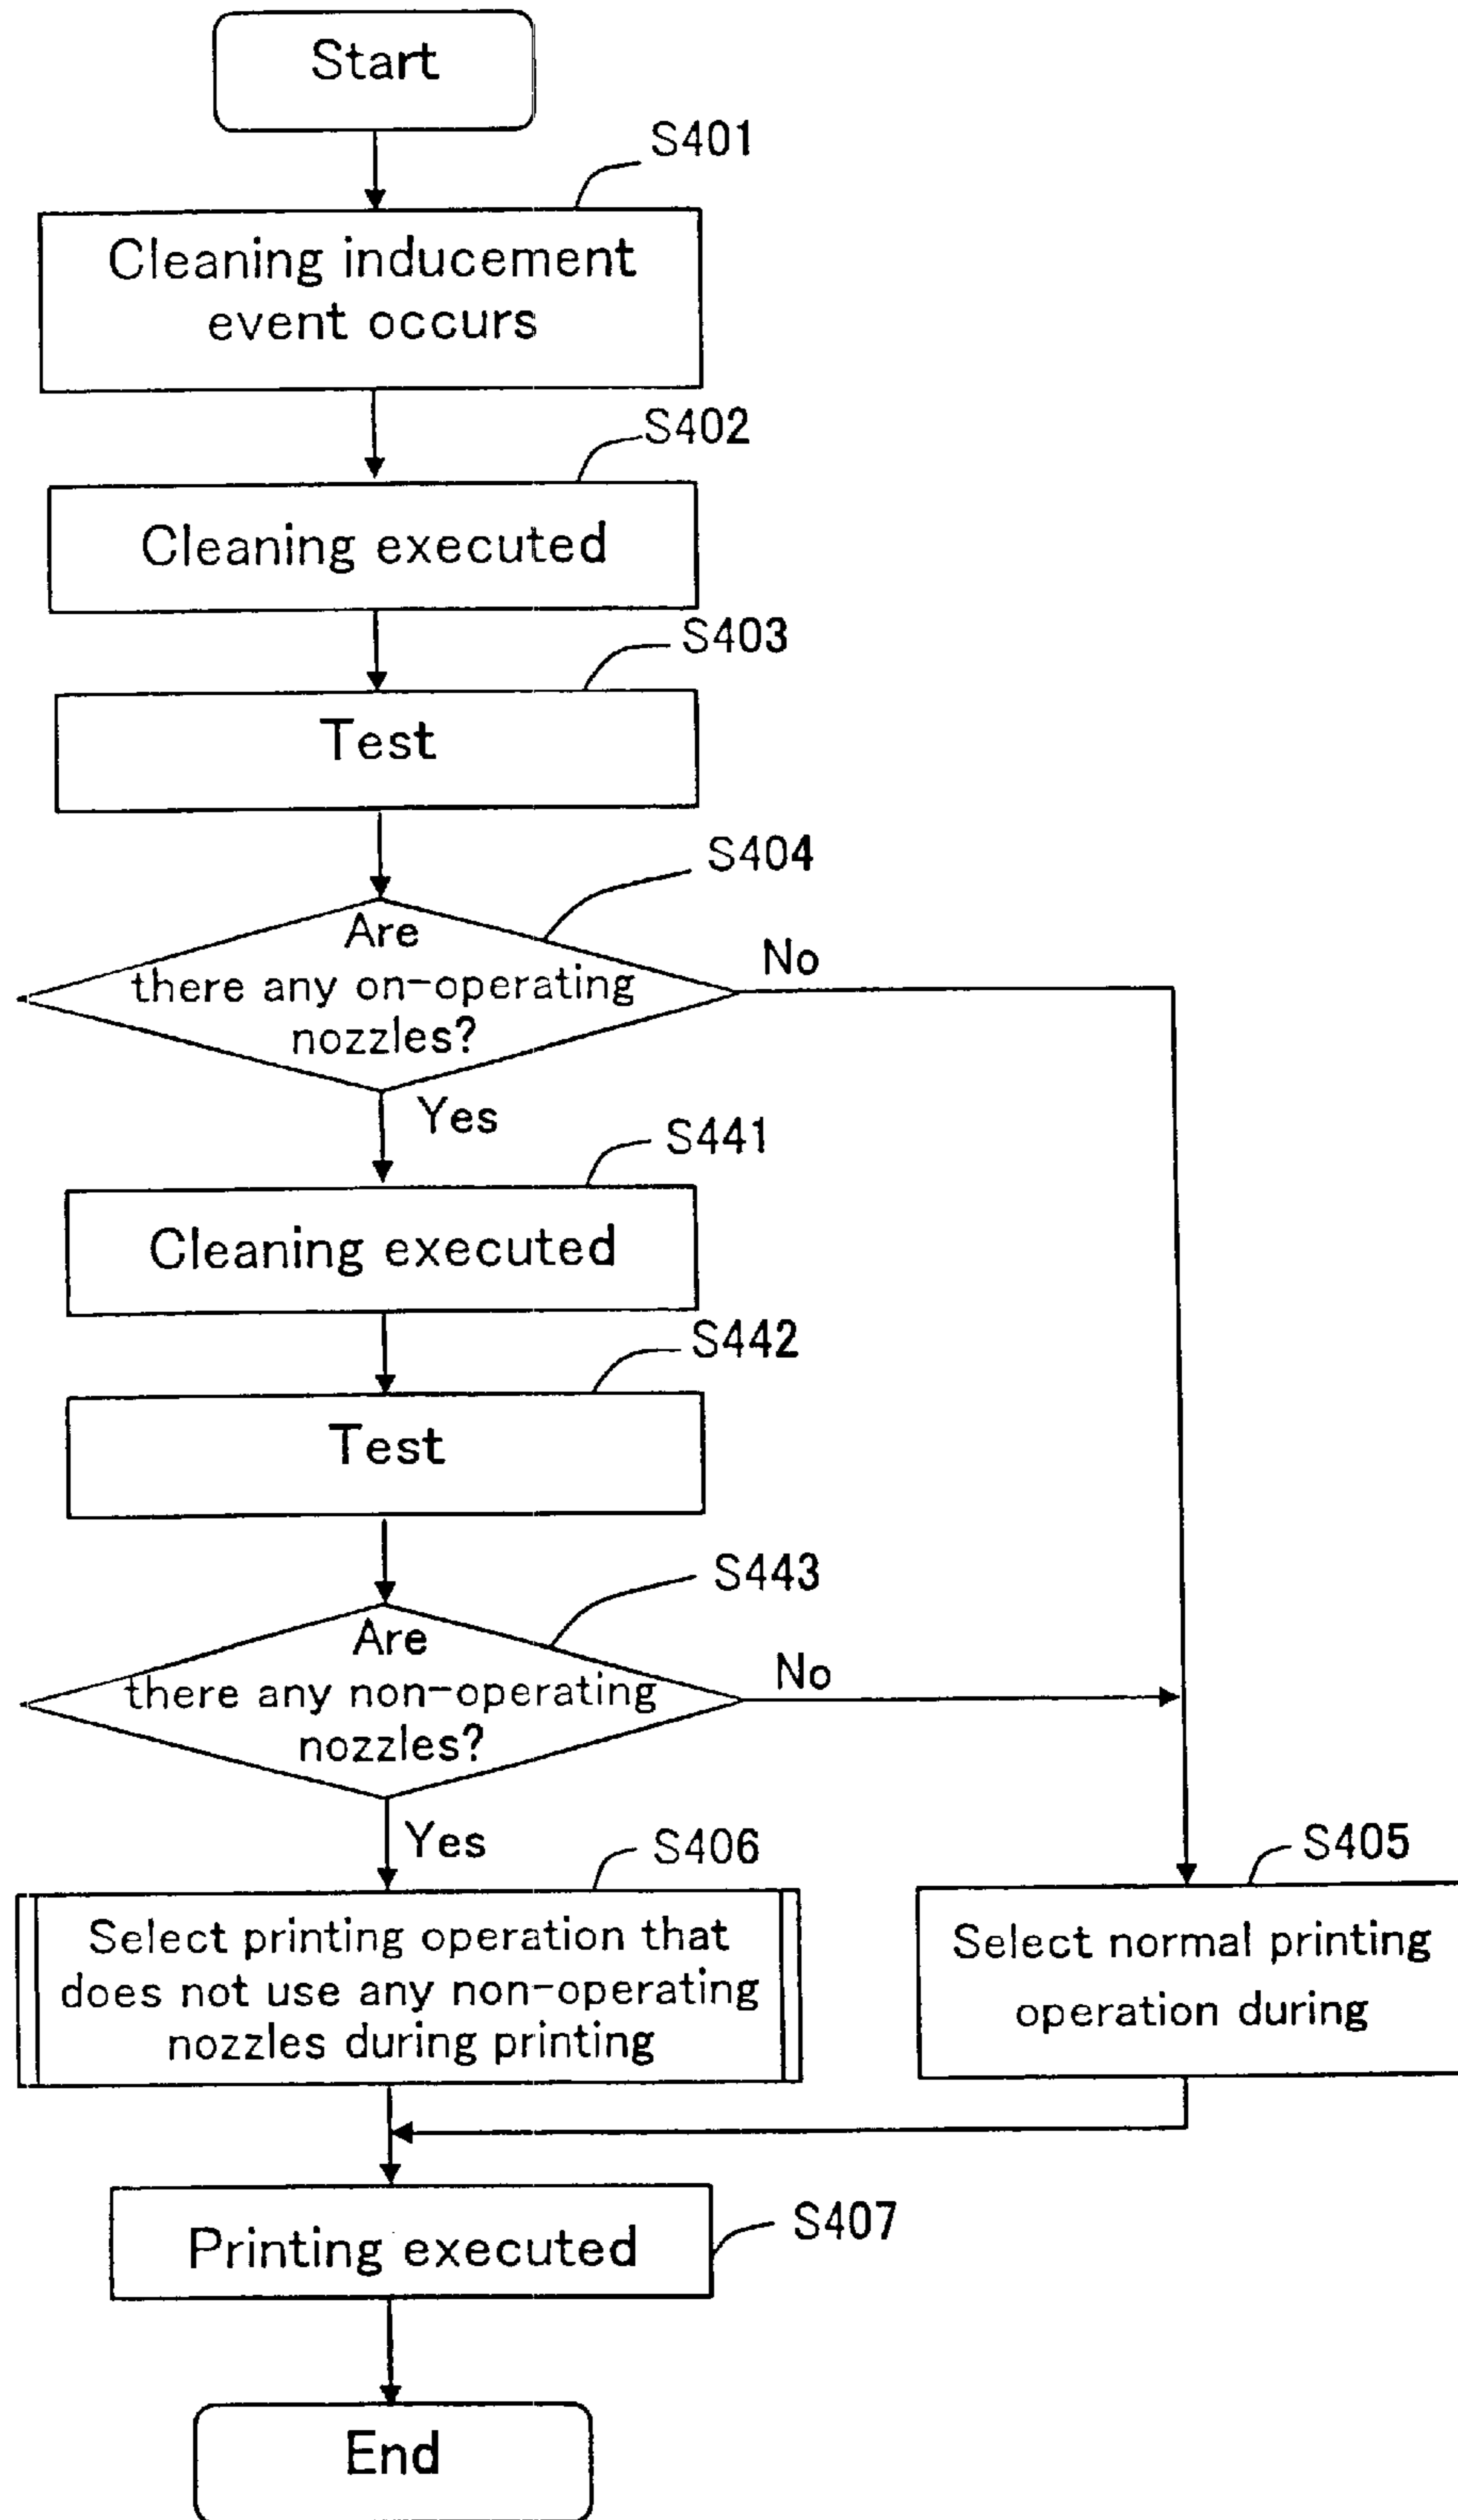 Start
S401
Cleaning inducement
event occurs
S402
Cleaning executed
S403
Test
S404
Are
there any on-operating
nozzles?
No
Yes
S441
Cleaning executed
S442
Test
S443
Are
there any non-operating
nozzles?
No
Yes
S406
Select printing operation that
does not use any non-operating
nozzles during printing
S405
Select normal printing
operation during
S407
Printing executed
End